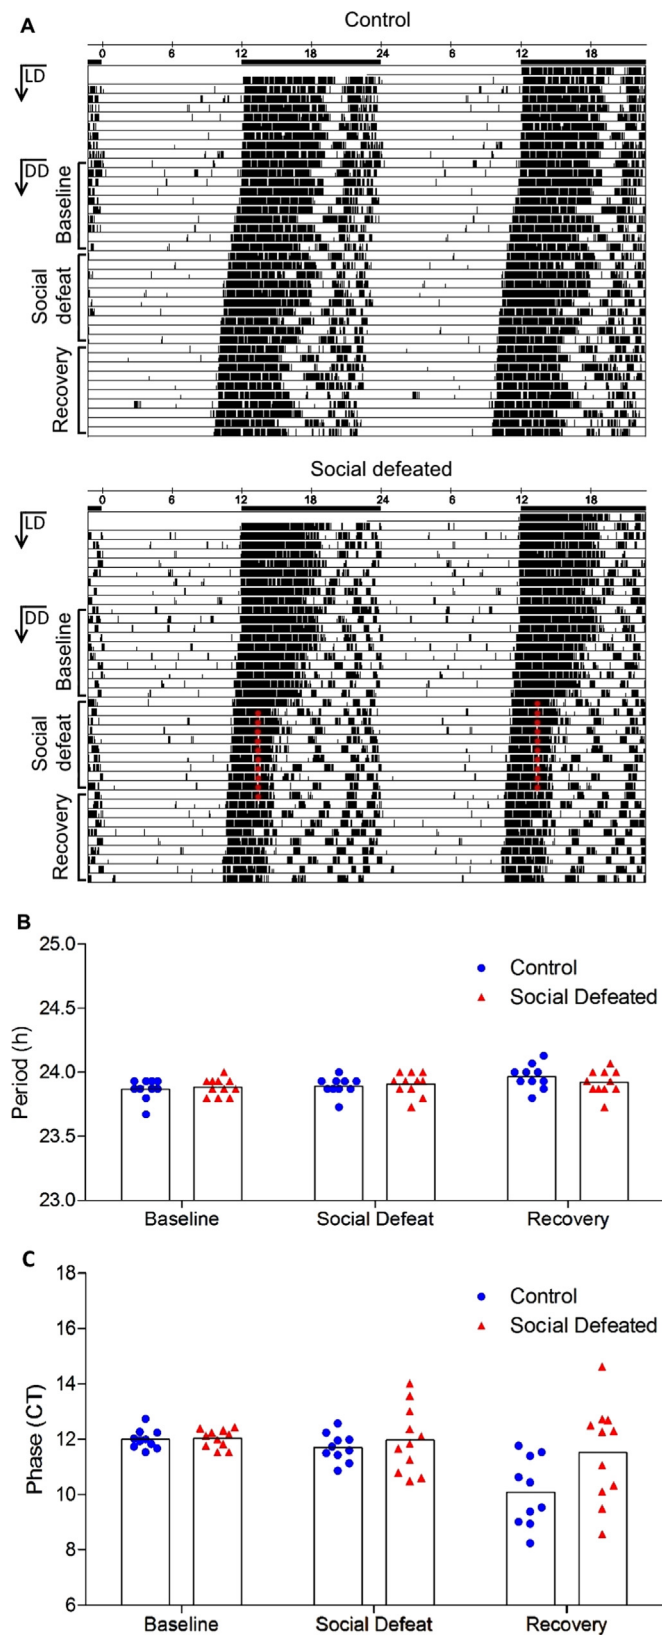 A
Control
0 6 12 18 24 6 12 18
LD
DD
Baseline
Social
defeat
Recovery
Social defeated
0 6 12 18 24 6 12 18
LD
DD
Baseline
Social
defeat
Recovery
B
25.0
24.5
24.0
23.5
23.0
Period (h)
Control
Social Defeated
Baseline Social Defeat Recovery
C
18
16
14
12
10
8
6
Phase (CT)
Control
Social Defeated
Baseline Social Defeat Recovery